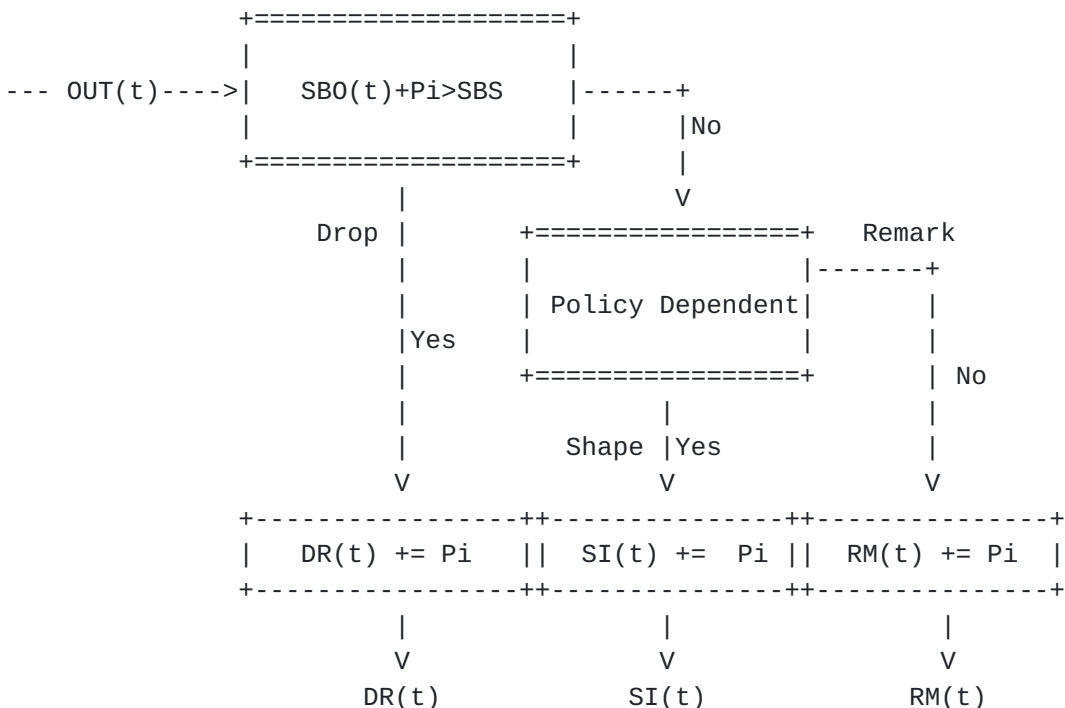 +====================+
|                    |
--- OUT(t)---->|   SBO(t)+Pi>SBS    |------+
|                    |      |No
+====================+      |
|                 V
Drop |       +=================+   Remark
|       |                 |-------+
|       | Policy Dependent|       |
|Yes    |                 |       |
|       +=================+       | No
|                |                |
|          Shape |Yes             |
V                V                V
+-----------------++---------------++---------------+
|   DR(t) += Pi   ||  SI(t) +=  Pi ||  RM(t) += Pi  |
+-----------------++---------------++---------------+
|                |                 |
V                V                 V
DR(t)            SI(t)             RM(t)